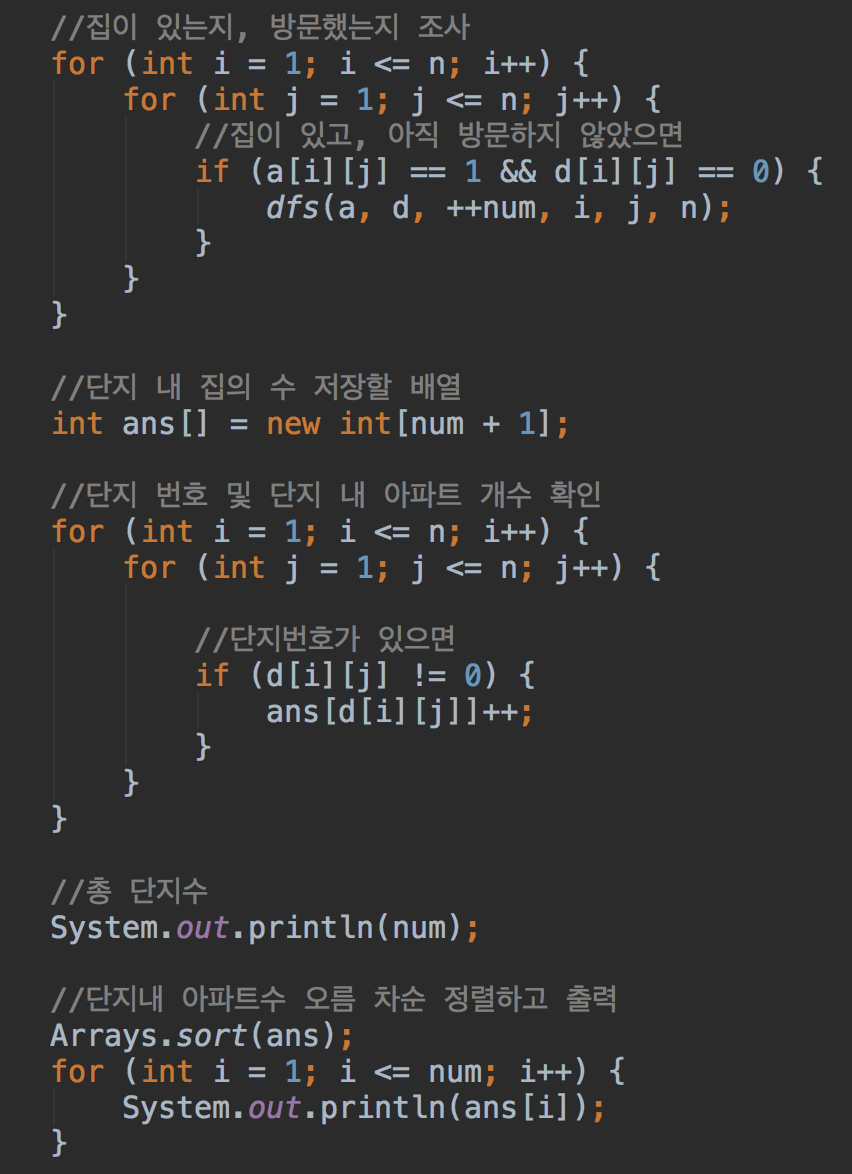 //집이 있는지, 방문했는지 조사
for (int i = 1; i <= n; i++) {
    for (int j = 1; j <= n; j++) {
        //집이 있고, 아직 방문하지 않았으면
        if (a[i][j] == 1 && d[i][j] == 0) {
            dfs(a, d, ++num, i, j, n);
        }
    }
}

//단지 내 집의 수 저장할 배열
int ans[] = new int[num + 1];

//단지 번호 및 단지 내 아파트 개수 확인
for (int i = 1; i <= n; i++) {
    for (int j = 1; j <= n; j++) {

        //단지번호가 있으면
        if (d[i][j] != 0) {
            ans[d[i][j]]++;
        }
    }
}

//총 단지수
System.out.println(num);

//단지내 아파트수 오름 차순 정렬하고 출력
Arrays.sort(ans);
for (int i = 1; i <= num; i++) {
    System.out.println(ans[i]);
}